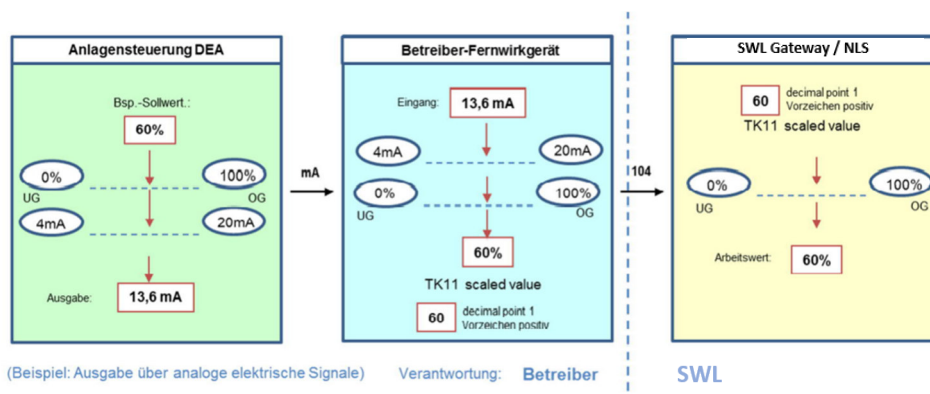 Anlagensteuerung DEA
Bsp.-Sollwert.:
60%
0%
100%
UG
OG
4mA
20mA
Ausgabe:
13,6 mA
mA
Betreiber-Fernwirkgerät
Eingang:
13,6 mA
4mA
20mA
0%
100%
UG
OG
60%
TK11 scaled value
60
decimal point 1
Vorzeichen positiv
104
SWL Gateway / NLS
60
decimal point 1
Vorzeichen positiv
TK11 scaled value
0%
100%
UG
OG
Arbeitswert:
60%
(Beispiel: Ausgabe über analoge elektrische Signale)
Verantwortung: Betreiber
SWL